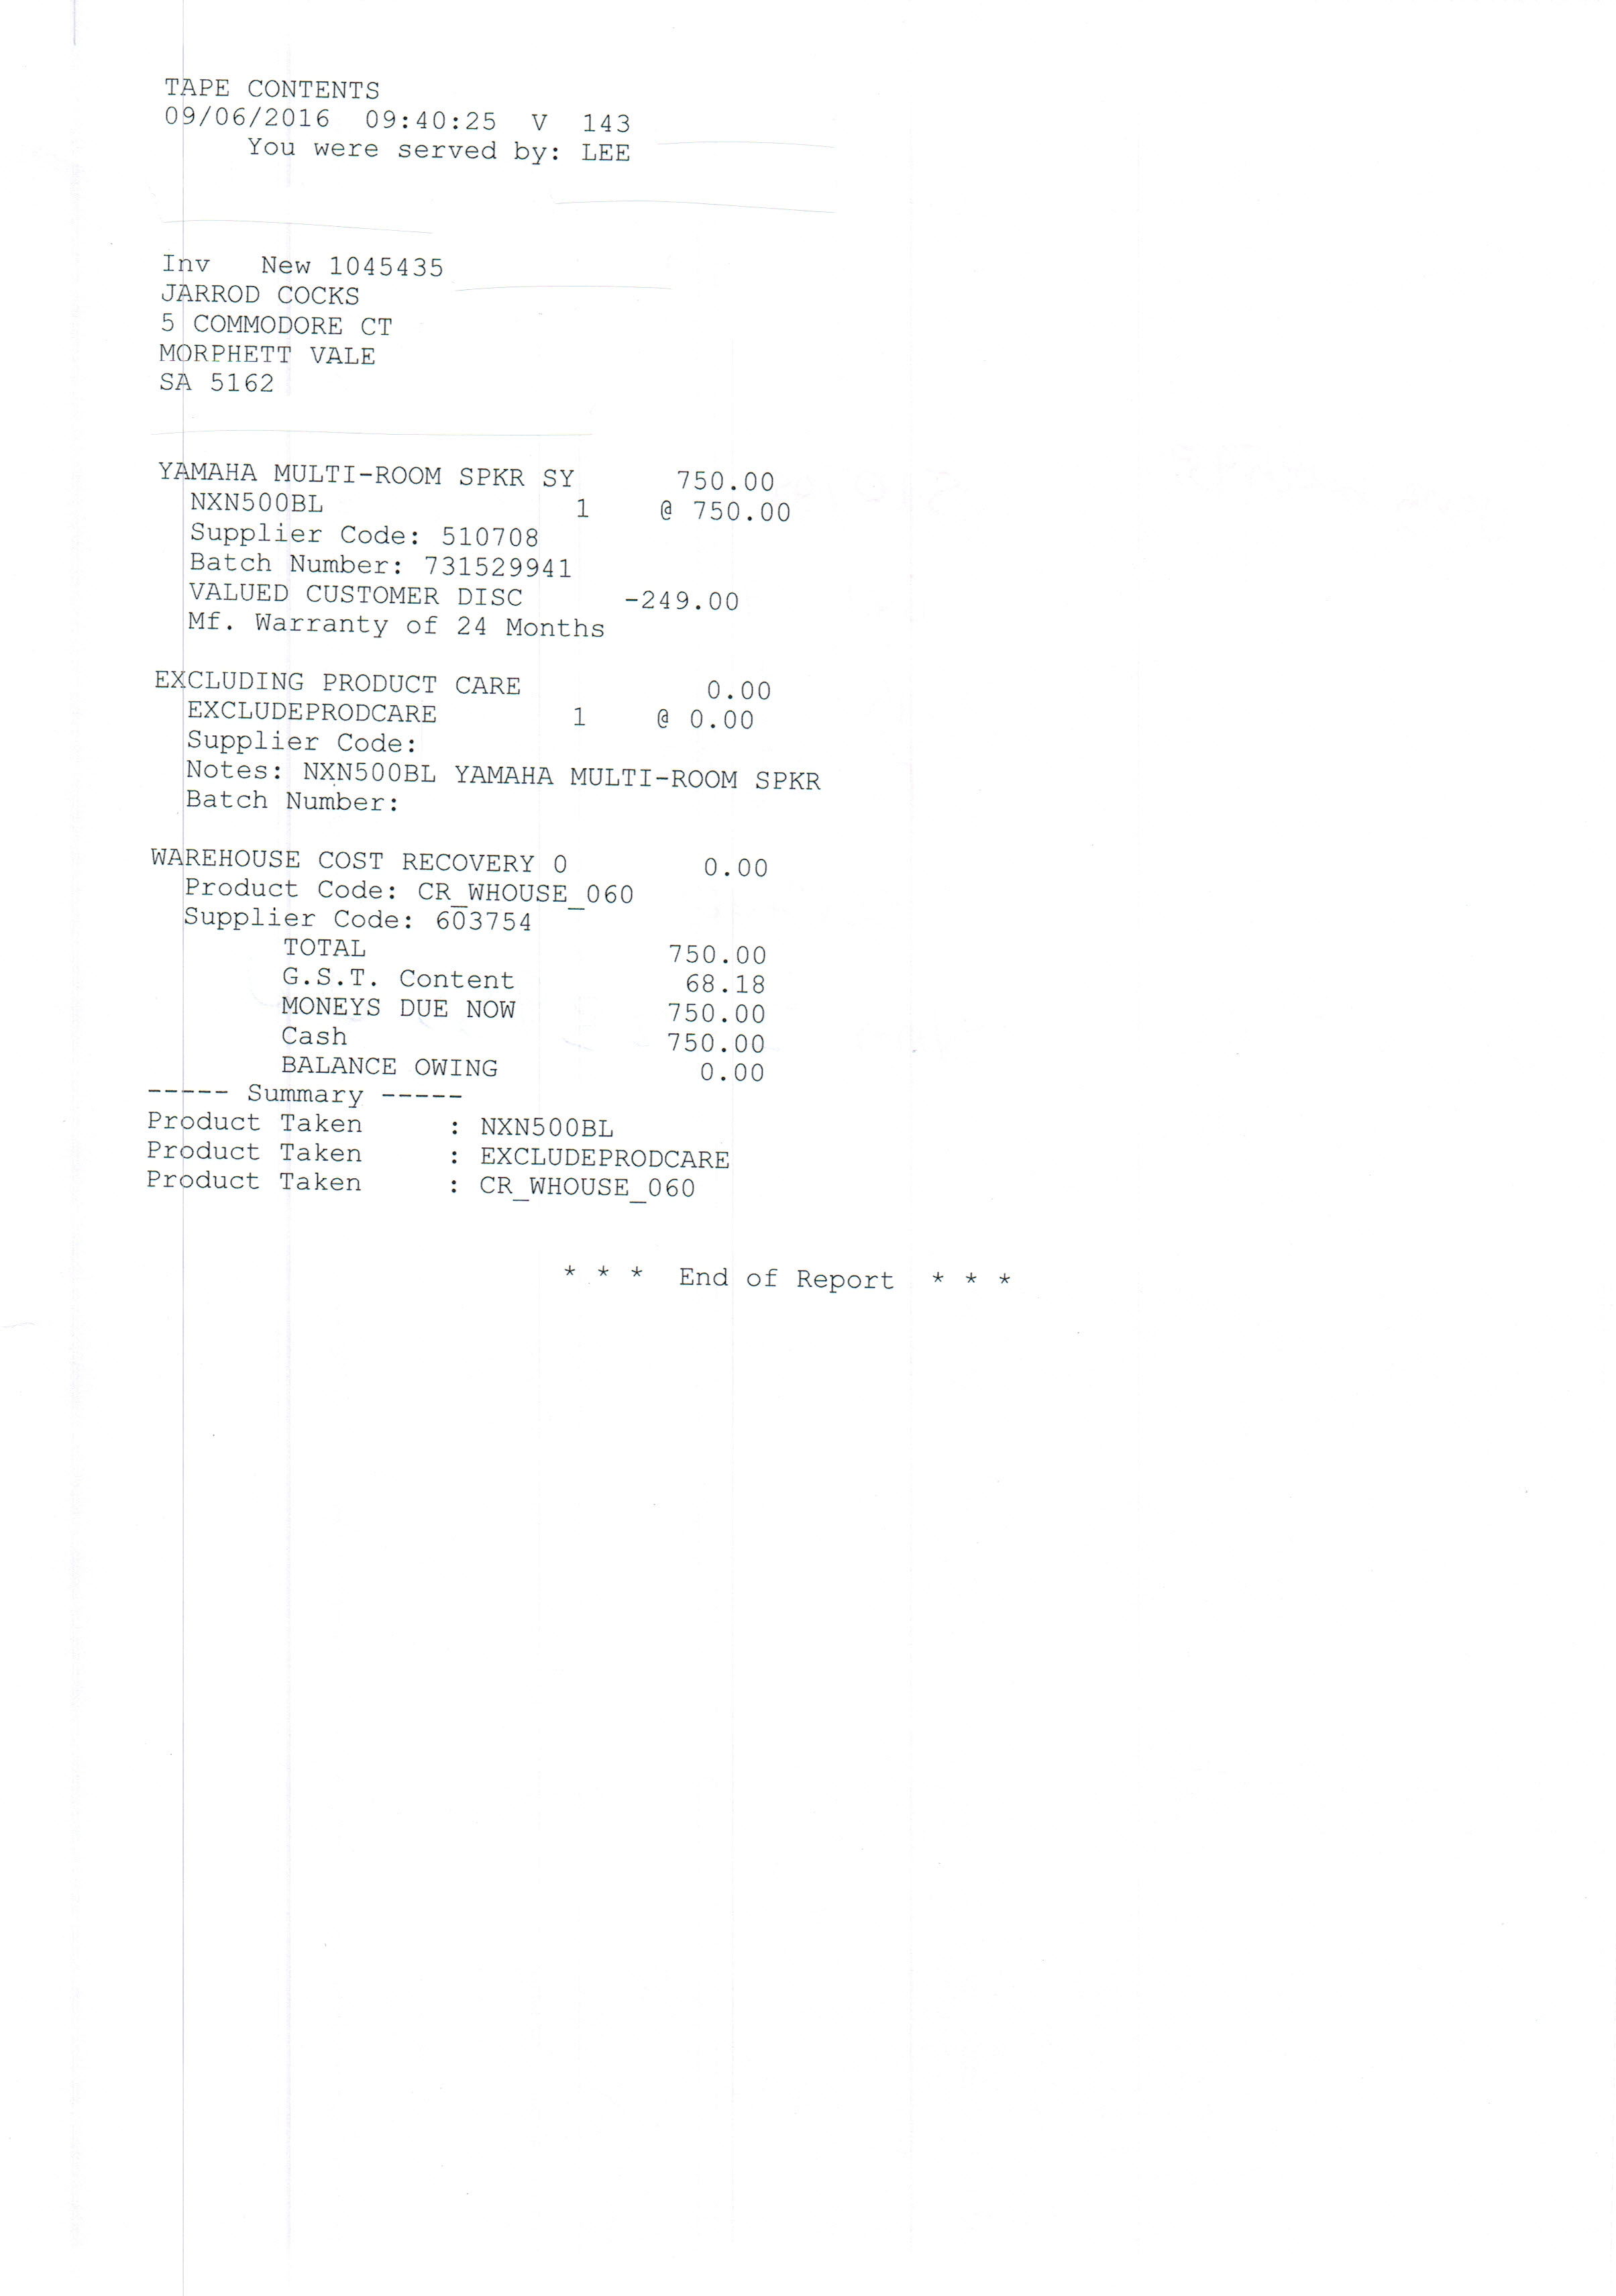 TAPE CONTENTS
09/06/2016 09:40:25 V 143
You were served by: LEE
Inv New 1045435
JARROD COCKS
5 COMMODORE CT
MORPHETT VALE
SA 5162
YAMAHA MULTI-ROOM SPKR SY 750.00
NXN500BL 1 @ 750.00
Supplier Code: 510708
Batch Number: 731529941
VALUED CUSTOMER DISC -249.00
Mf. Warranty of 24 Months
EXCLUDING PRODUCT CARE 0.00
EXCLUDEPRODCARE 1 @ 0.00
Supplier Code:
Notes: NXN500BL YAMAHA MULTI-ROOM SPKR
Batch Number:
WAREHOUSE COST RECOVERY 0 0.00
Product Code: CR_WHOUSE_060
Supplier Code: 603754
TOTAL 750.00
G.S.T. Content 68.18
MONEYS DUE NOW 750.00
Cash 750.00
BALANCE OWING 0.00
----- Summary -----
Product Taken : NXN500BL
Product Taken : EXCLUDEPRODCARE
Product Taken : CR_WHOUSE_060
* * * End of Report * * *